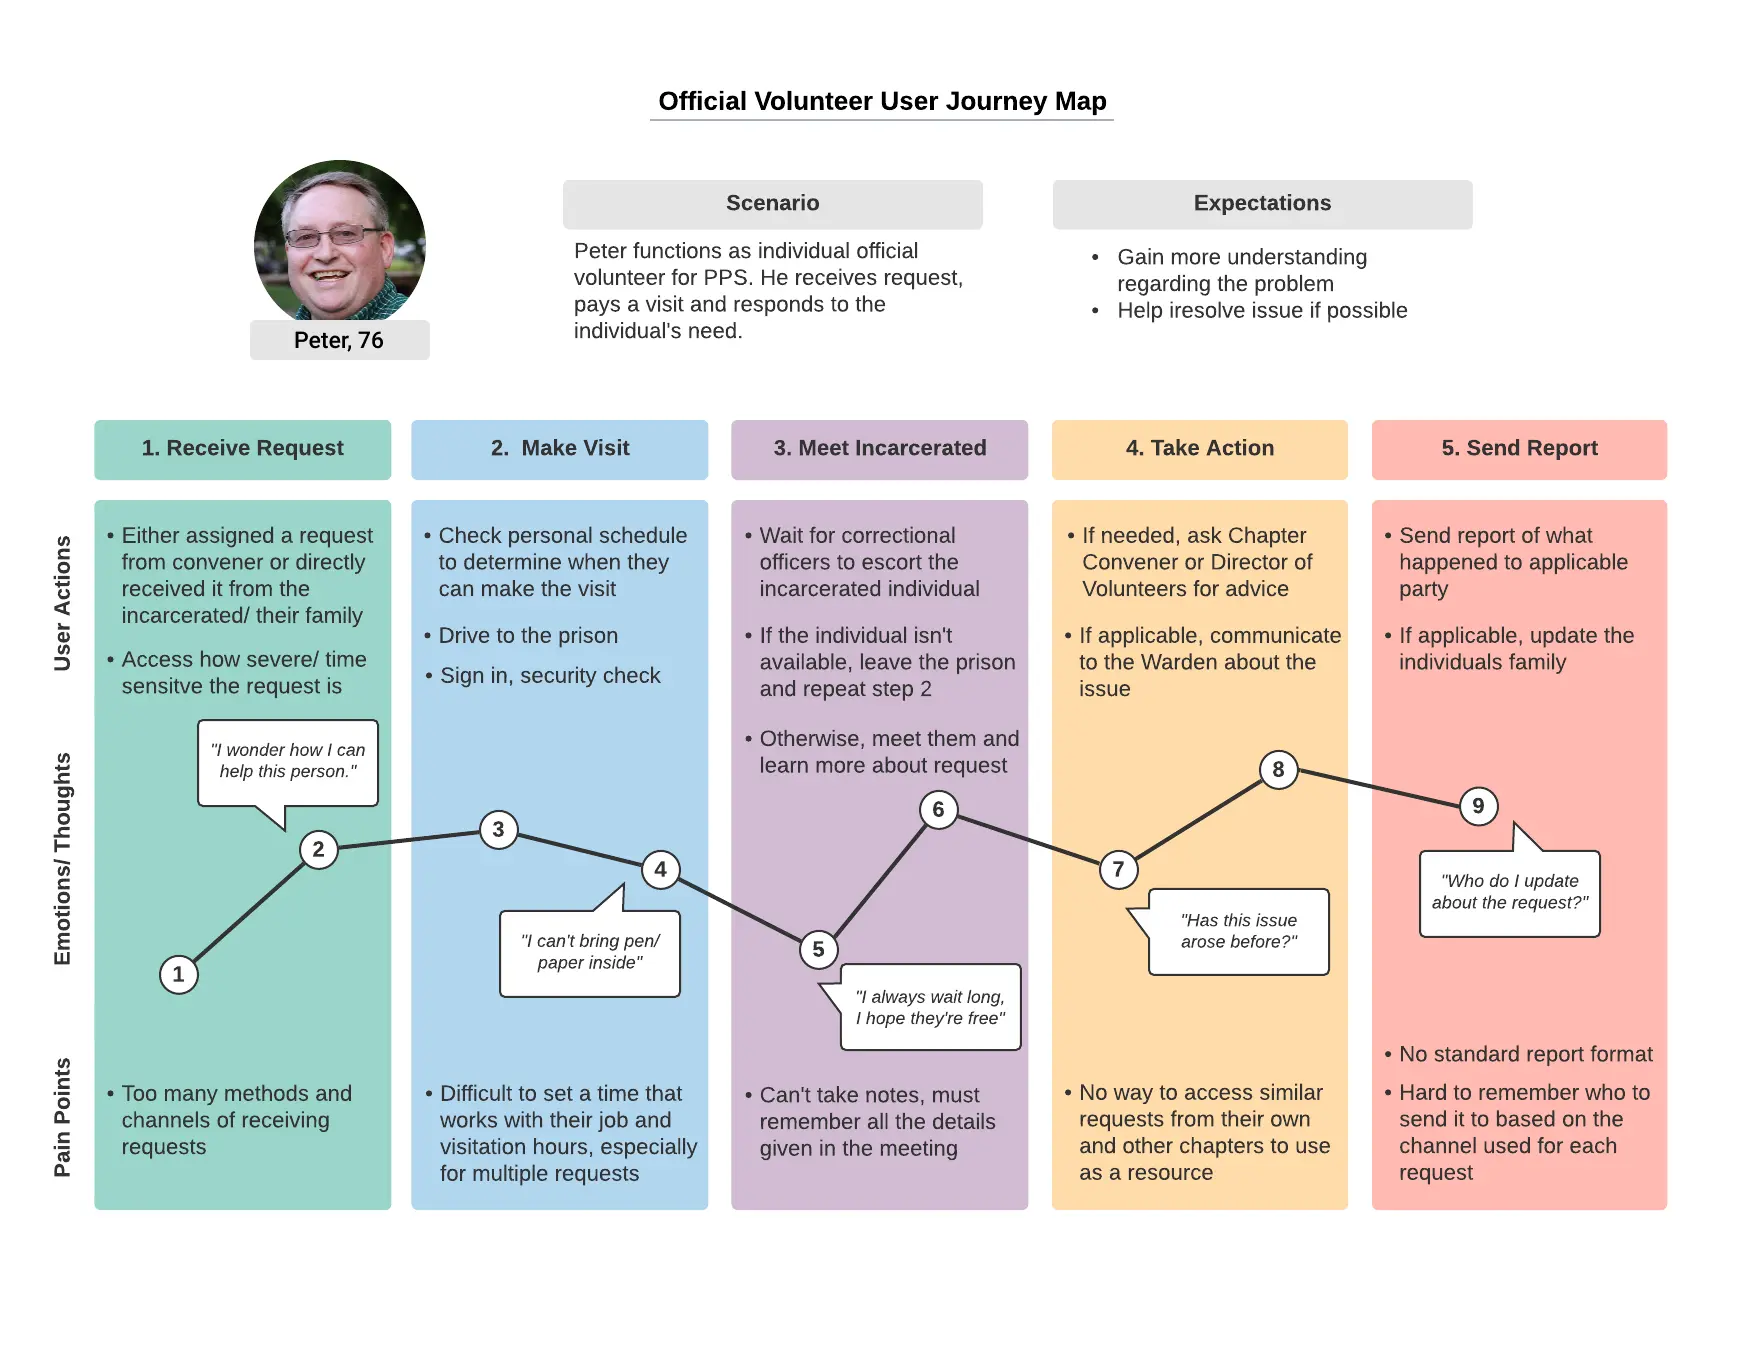 Official Volunteer User Journey Map
Peter, 76
Scenario
Peter functions as individual official
volunteer for PPS. He receives request,
pays a visit and responds to the
individual's need.
Expectations
• Gain more understanding
regarding the problem
• Help iresolve issue if possible
1. Receive Request
2. Make Visit
3. Meet Incarcerated
4. Take Action
5. Send Report
User Actions
• Either assigned a request
from convener or directly
received it from the
incarcerated/ their family
• Access how severe/ time
sensitve the request is
• Check personal schedule
to determine when they
can make the visit
• Drive to the prison
• Sign in, security check
• Wait for correctional
officers to escort the
incarcerated individual
• If the individual isn't
available, leave the prison
and repeat step 2
• Otherwise, meet them and
learn more about request
• If needed, ask Chapter
Convener or Director of
Volunteers for advice
• If applicable, communicate
to the Warden about the
issue
• Send report of what
happened to applicable
party
• If applicable, update the
individuals family
Emotions/ Thoughts
"I wonder how I can
help this person."
1
2
3
4
"I can't bring pen/
paper inside"
5
"I always wait long,
I hope they're free"
6
7
"Has this issue
arose before?"
8
9
"Who do I update
about the request?"
Pain Points
• Too many methods and
channels of receiving
requests
• Difficult to set a time that
works with their job and
visitation hours, especially
for multiple requests
• Can't take notes, must
remember all the details
given in the meeting
• No way to access similar
requests from their own
and other chapters to use
as a resource
• No standard report format
• Hard to remember who to
send it to based on the
channel used for each
request